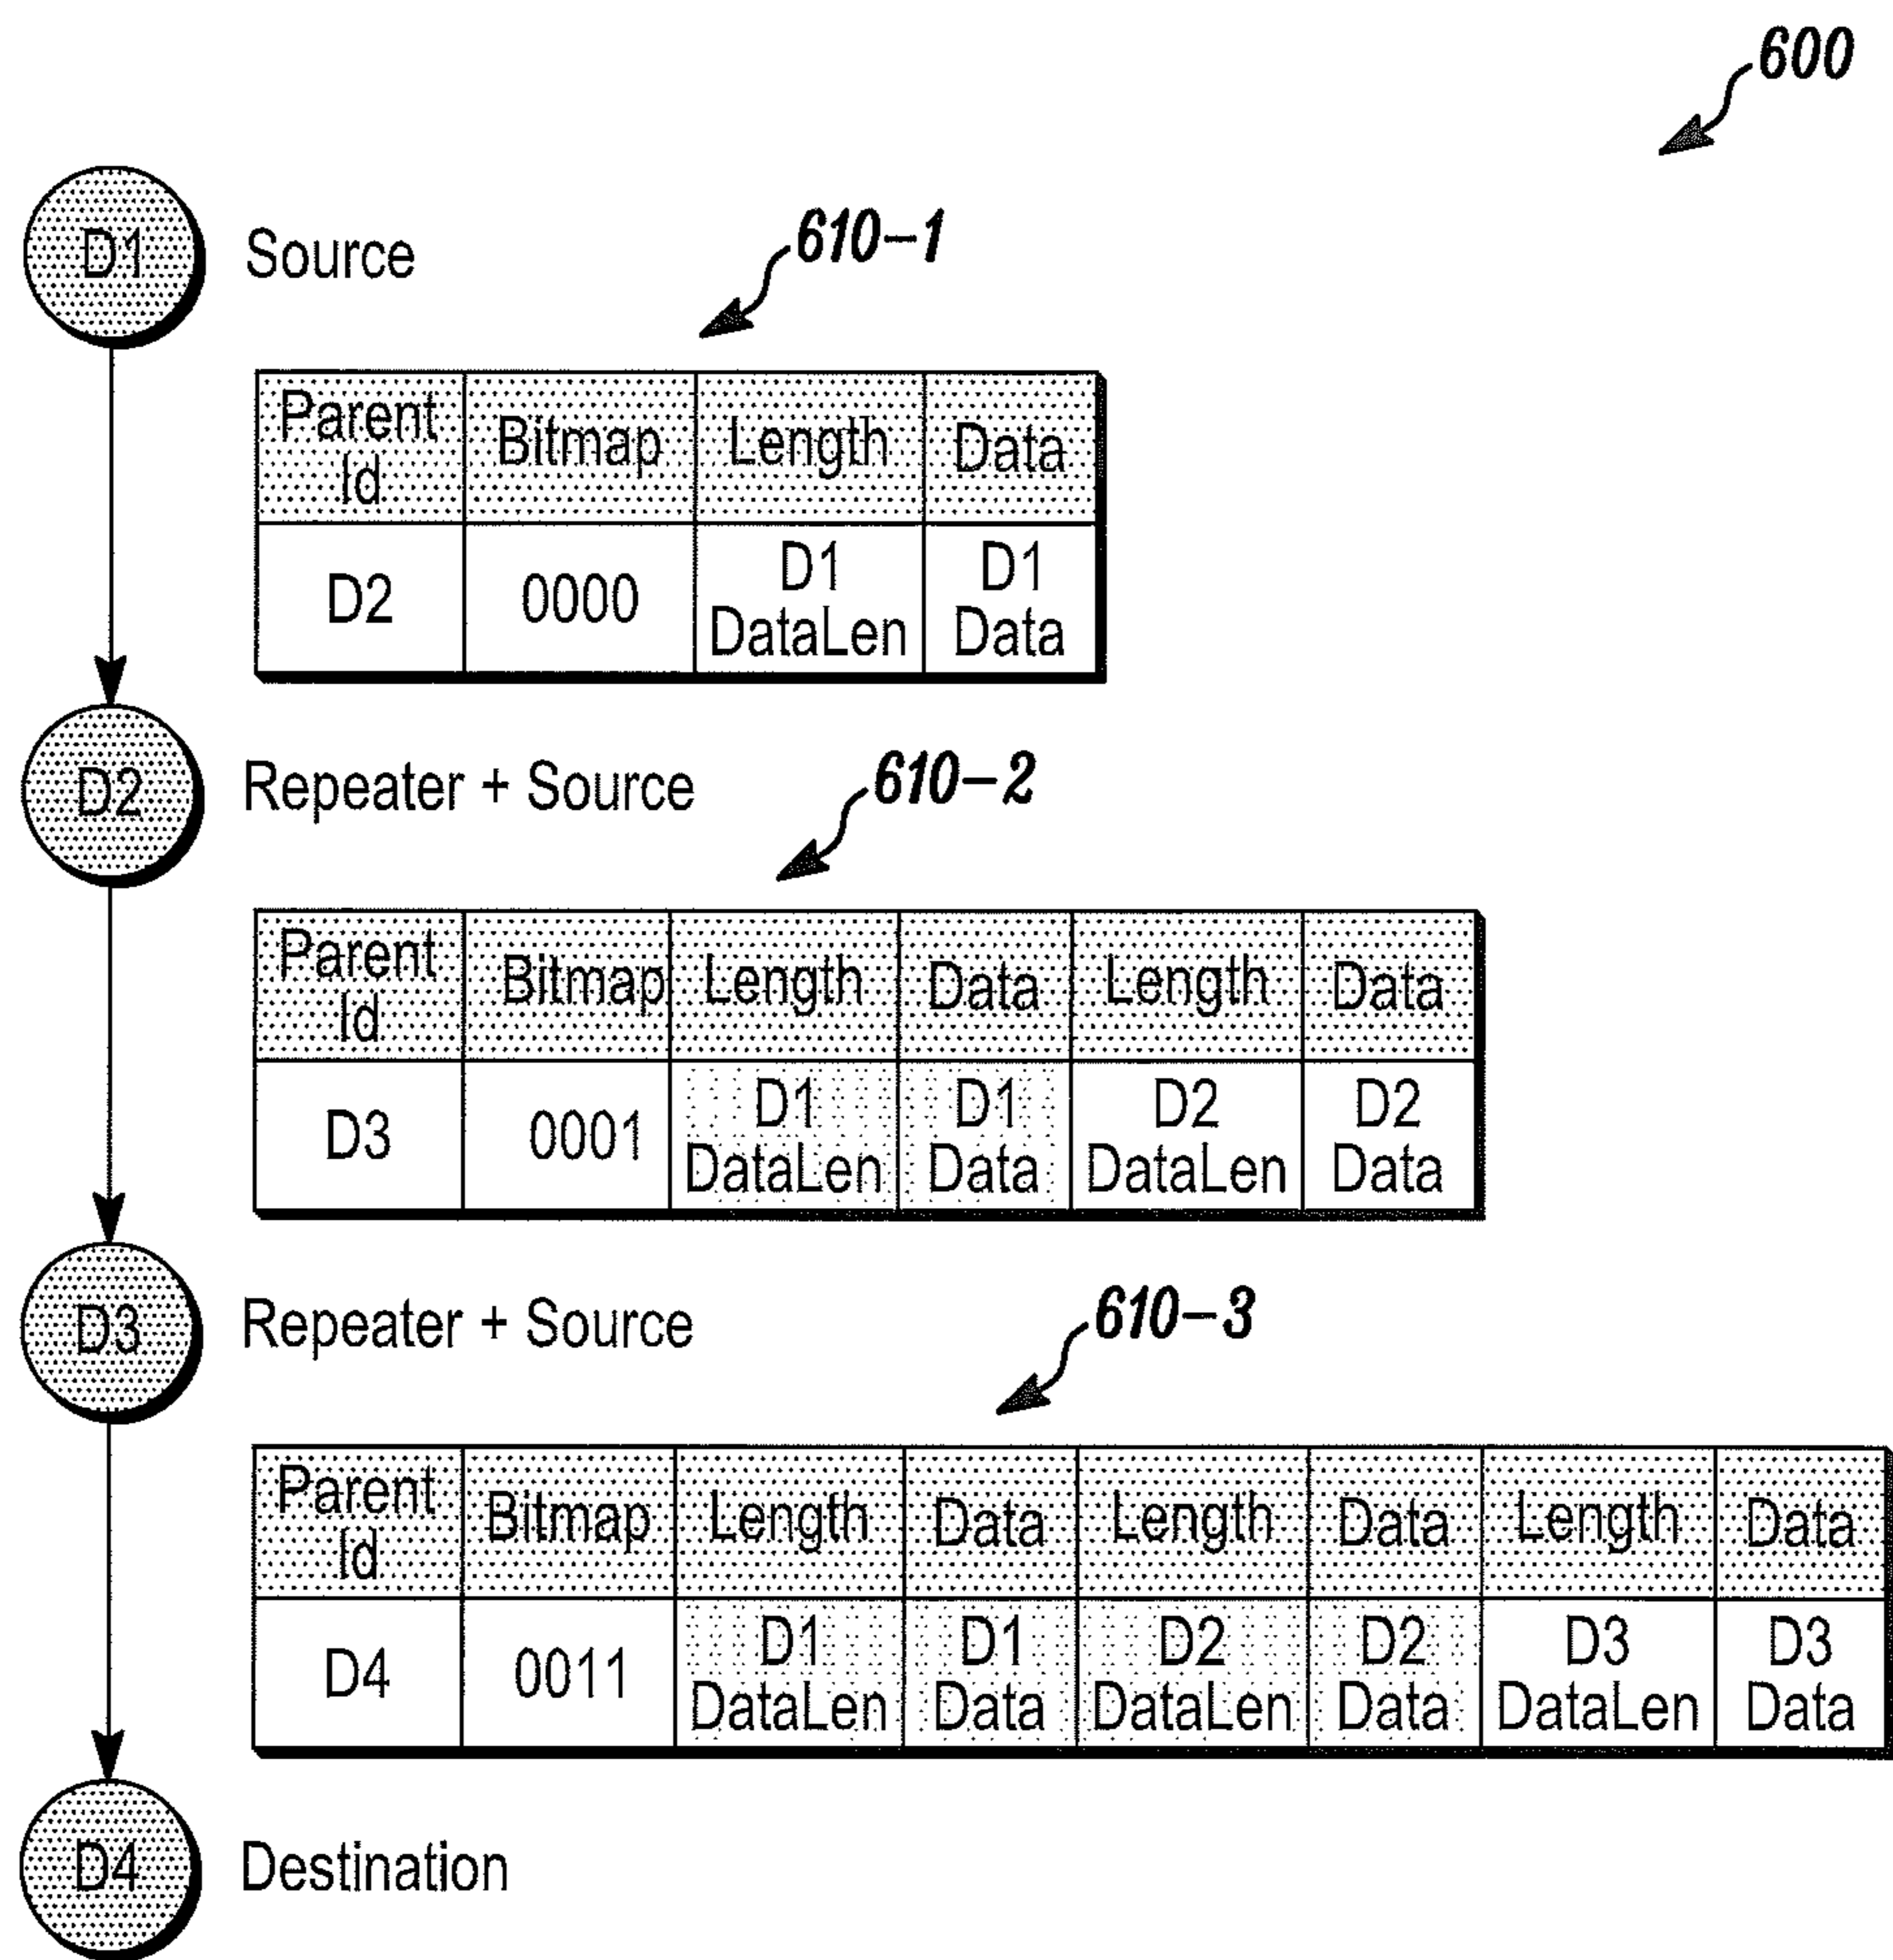 600
D1 Source
610-1
Parent Id Bitmap Length Data
D2 0000 D1 DataLen D1 Data
D2 Repeater + Source
610-2
Parent Id Bitmap Length Data Length Data
D3 0001 D1 DataLen D1 Data D2 DataLen D2 Data
D3 Repeater + Source
610-3
Parent Id Bitmap Length Data Length Data Length Data
D4 0011 D1 DataLen D1 Data D2 DataLen D2 Data D3 DataLen D3 Data
D4 Destination